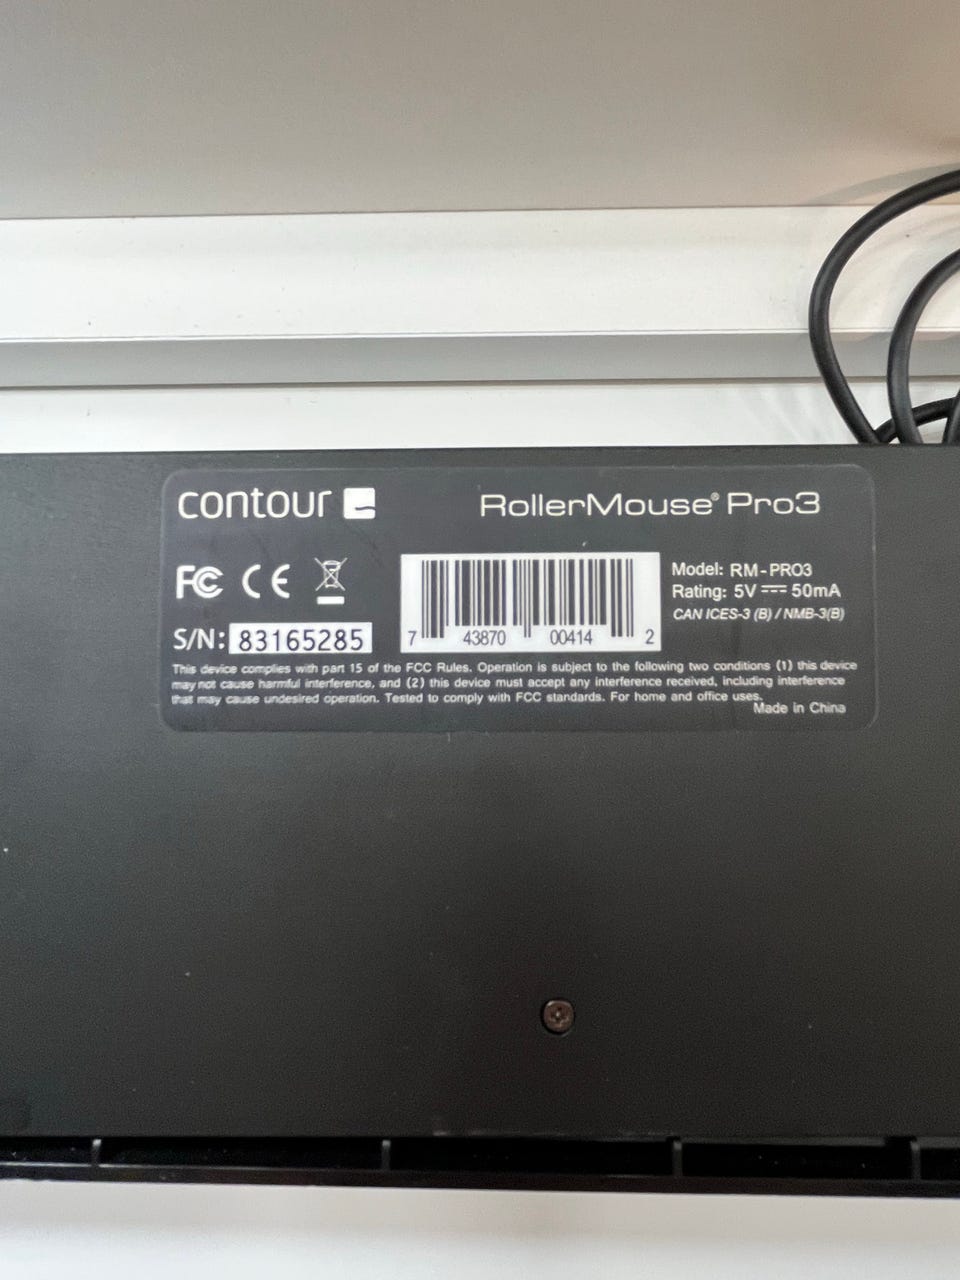 contour
RollerMouse® Pro3
FC CE
Model: RM-PRO3
Rating: 5V ⎓ 50mA
CAN ICES-3 (B) / NMB-3(B)
S/N: 83165285
7 43870 00414 2
This device complies with part 15 of the FCC Rules. Operation is subject to the following two conditions (1) this device
may not cause harmful interference, and (2) this device must accept any interference received, including interference
that may cause undesired operation. Tested to comply with FCC standards. For home and office uses.
Made in China